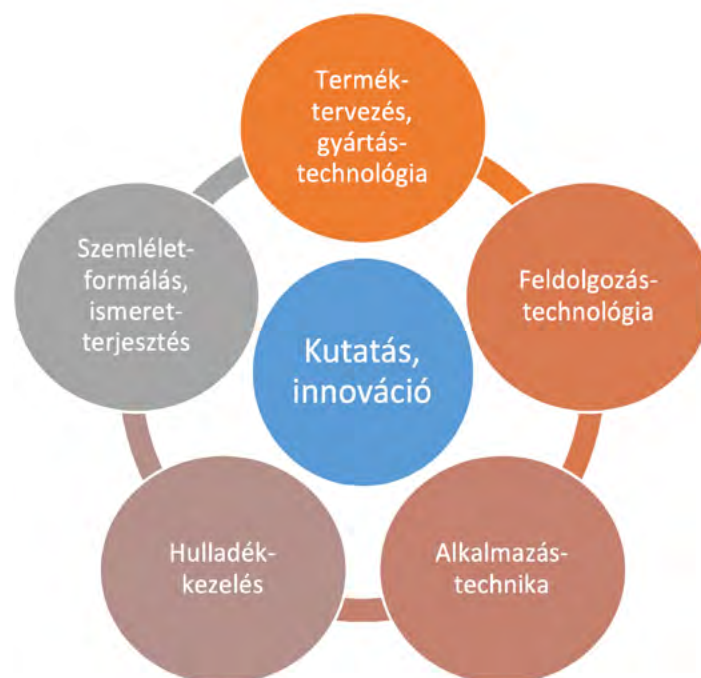 Termék-
tervezés,
gyártás-
technológia
Feldolgozás-
technológia
Alkalmazás-
technika
Hulladék-
kezelés
Szemlélet-
formálás,
ismeret-
terjesztés
Kutatás,
innováció